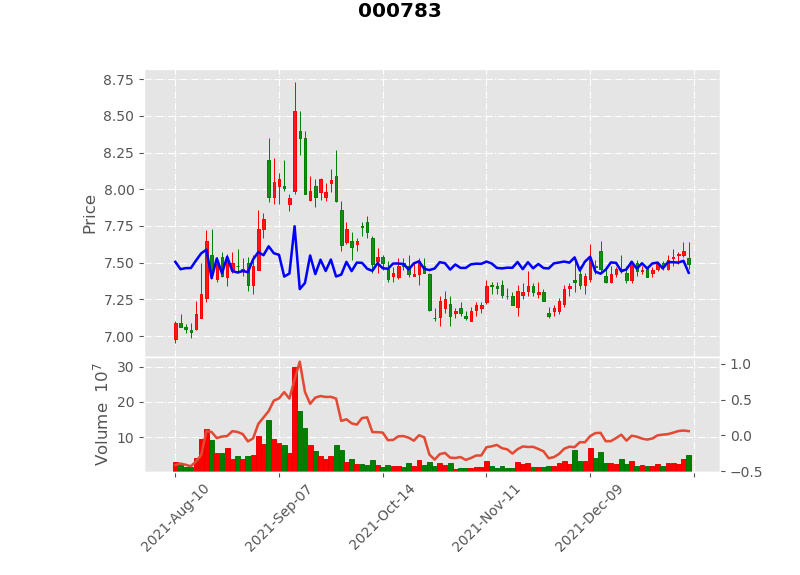 000783
Price
8.75
8.50
8.25
8.00
7.75
7.50
7.25
7.00
Volume 10^7
30
20
10
1.0
0.5
0.0
−0.5
2021-Aug-10
2021-Sep-07
2021-Oct-14
2021-Nov-11
2021-Dec-09